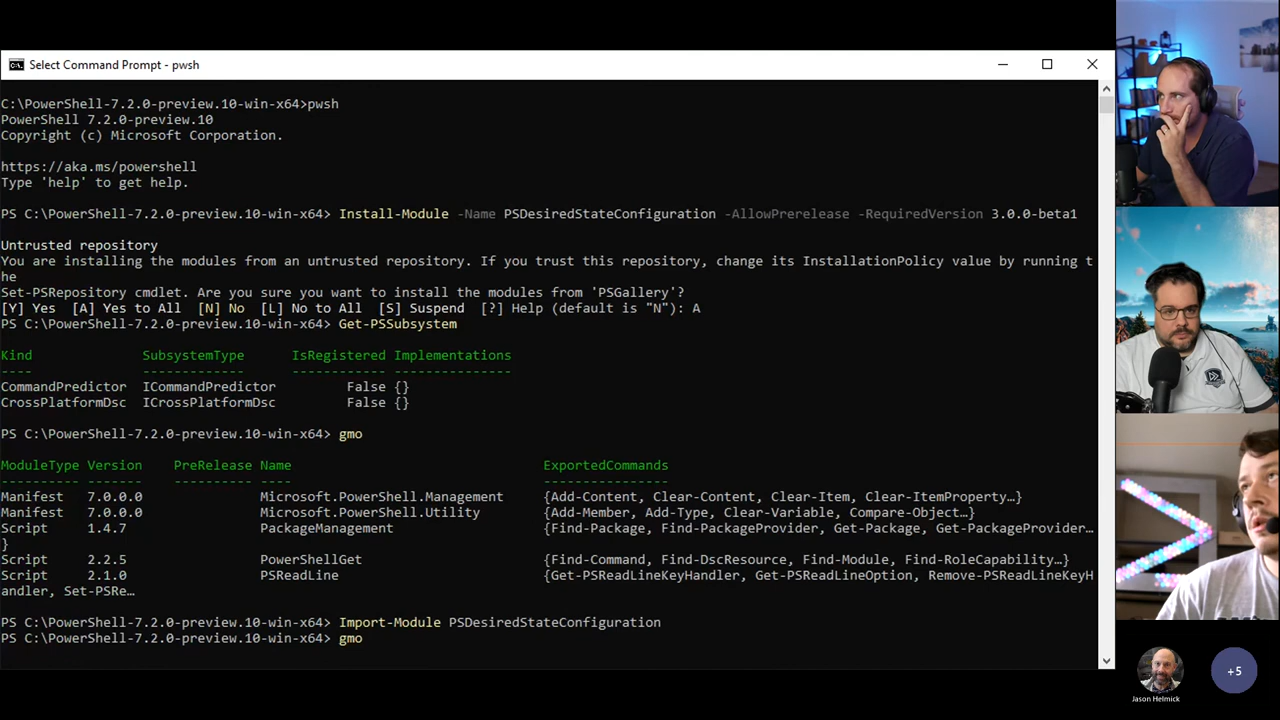 Select Command Prompt - pwsh
C:\PowerShell-7.2.0-preview.10-win-x64>pwsh
PowerShell 7.2.0-preview.10
Copyright (c) Microsoft Corporation.
https://aka.ms/powershell
Type 'help' to get help.
PS C:\PowerShell-7.2.0-preview.10-win-x64> Install-Module -Name PSDesiredStateConfiguration -AllowPrerelease -RequiredVersion 3.0.0-beta1
Untrusted repository
You are installing the modules from an untrusted repository. If you trust this repository, change its InstallationPolicy value by running t
he
Set-PSRepository cmdlet. Are you sure you want to install the modules from 'PSGallery'?
[Y] Yes [A] Yes to All [N] No [L] No to All [S] Suspend [?] Help (default is "N"): A
PS C:\PowerShell-7.2.0-preview.10-win-x64> Get-PSSubsystem
Kind SubsystemType IsRegistered Implementations
---- ------------- ------------ ---------------
CommandPredictor ICommandPredictor False {}
CrossPlatformDsc ICrossPlatformDsc False {}
PS C:\PowerShell-7.2.0-preview.10-win-x64> gmo
ModuleType Version PreRelease Name ExportedCommands
---------- ------- ---------- ---- ----------------
Manifest 7.0.0.0 Microsoft.PowerShell.Management {Add-Content, Clear-Content, Clear-Item, Clear-ItemProperty…}
Manifest 7.0.0.0 Microsoft.PowerShell.Utility {Add-Member, Add-Type, Clear-Variable, Compare-Object…}
Script 1.4.7 PackageManagement {Find-Package, Find-PackageProvider, Get-Package, Get-PackageProvider…
}
Script 2.2.5 PowerShellGet {Find-Command, Find-DscResource, Find-Module, Find-RoleCapability…}
Script 2.1.0 PSReadLine {Get-PSReadLineKeyHandler, Get-PSReadLineOption, Remove-PSReadLineKeyH
andler, Set-PSRe…
PS C:\PowerShell-7.2.0-preview.10-win-x64> Import-Module PSDesiredStateConfiguration
PS C:\PowerShell-7.2.0-preview.10-win-x64> gmo
Jason Helmick
+5